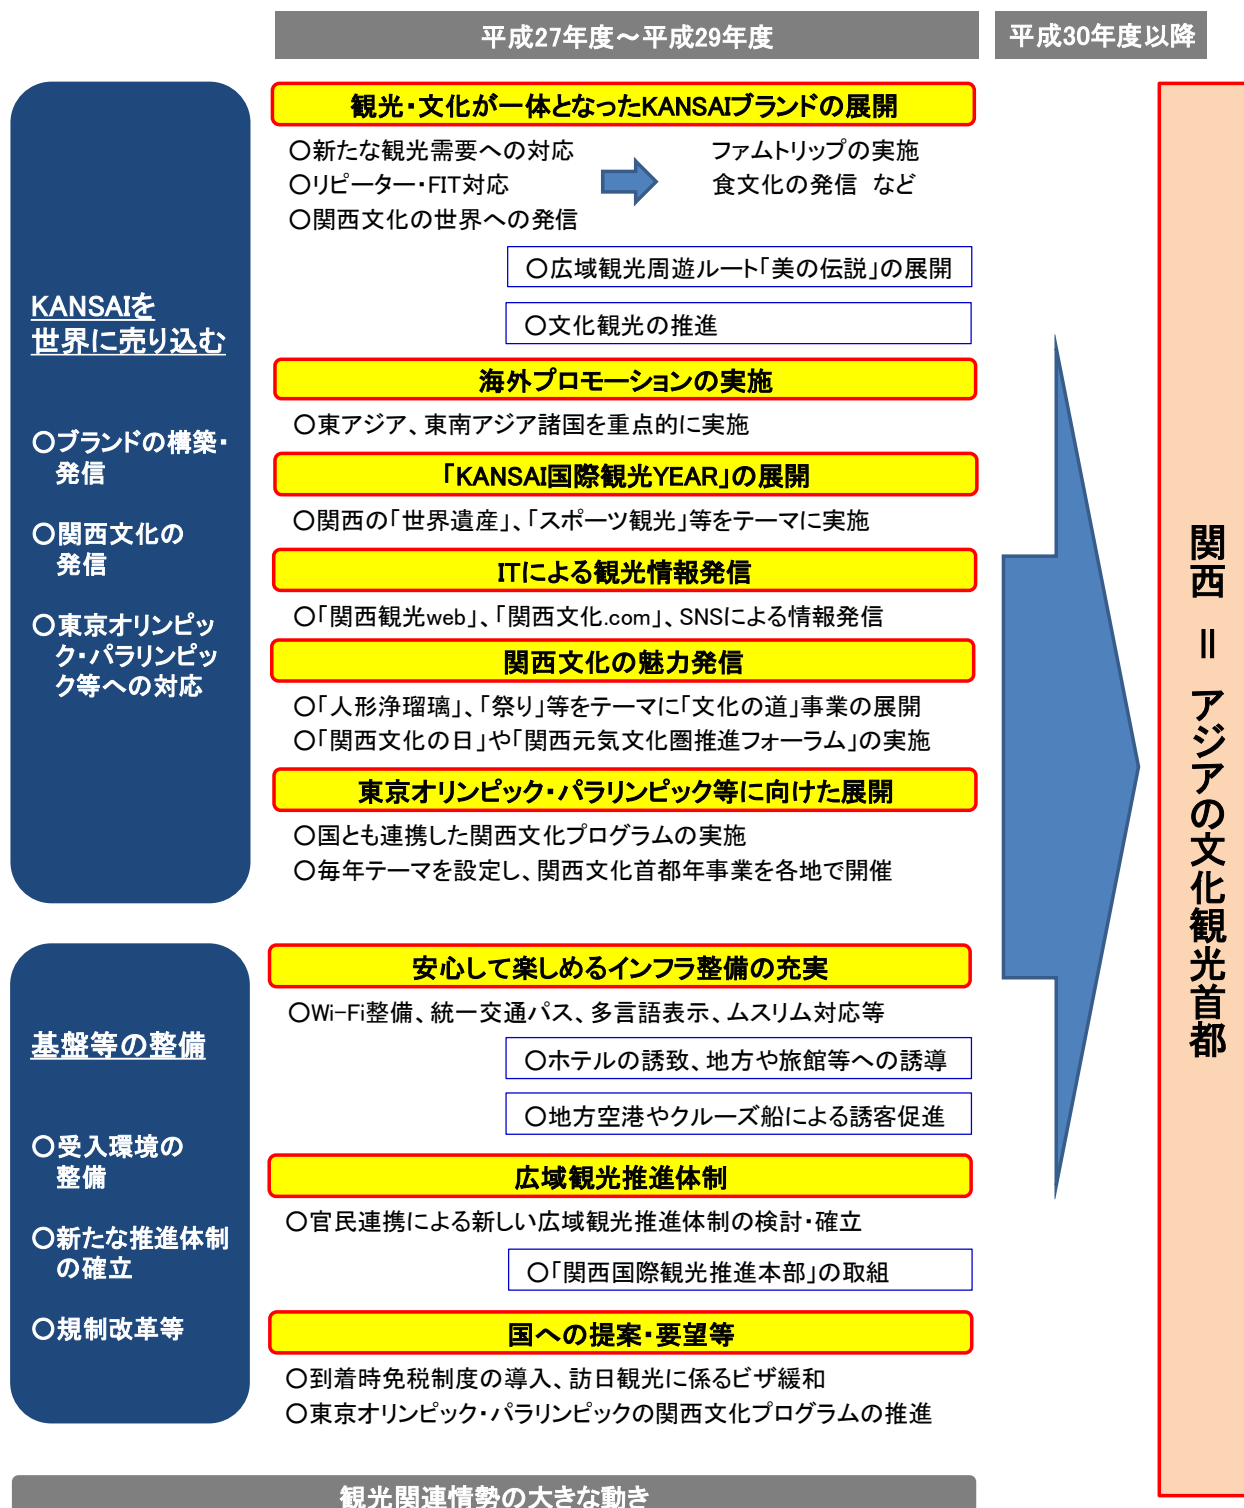 平成27年度～平成29年度
平成30年度以降
KANSAIを
世界に売り込む
○ブランドの構築・
発信
○関西文化の
発信
○東京オリンピッ
ク・パラリンピッ
ク等への対応
観光・文化が一体となったKANSAIブランドの展開
○新たな観光需要への対応
○リピーター・FIT対応
○関西文化の世界への発信
ファムトリップの実施
食文化の発信 など
○広域観光周遊ルート「美の伝説」の展開
○文化観光の推進
海外プロモーションの実施
○東アジア、東南アジア諸国を重点的に実施
「KANSAI国際観光YEAR」の展開
○関西の「世界遺産」、「スポーツ観光」等をテーマに実施
ITによる観光情報発信
○「関西観光web」、「関西文化.com」、SNSによる情報発信
関西文化の魅力発信
○「人形浄瑠璃」、「祭り」等をテーマに「文化の道」事業の展開
○「関西文化の日」や「関西元気文化圏推進フォーラム」の実施
東京オリンピック・パラリンピック等に向けた展開
○国とも連携した関西文化プログラムの実施
○毎年テーマを設定し、関西文化首都年事業を各地で開催
基盤等の整備
○受入環境の
整備
○新たな推進体制
の確立
○規制改革等
安心して楽しめるインフラ整備の充実
○Wi-Fi整備、統一交通パス、多言語表示、ムスリム対応等
○ホテルの誘致、地方や旅館等への誘導
○地方空港やクルーズ船による誘客促進
広域観光推進体制
○官民連携による新しい広域観光推進体制の検討・確立
○「関西国際観光推進本部」の取組
国への提案・要望等
○到着時免税制度の導入、訪日観光に係るビザ緩和
○東京オリンピック・パラリンピックの関西文化プログラムの推進
関西 ＝ アジアの文化観光首都
観光関連情勢の大きな動き